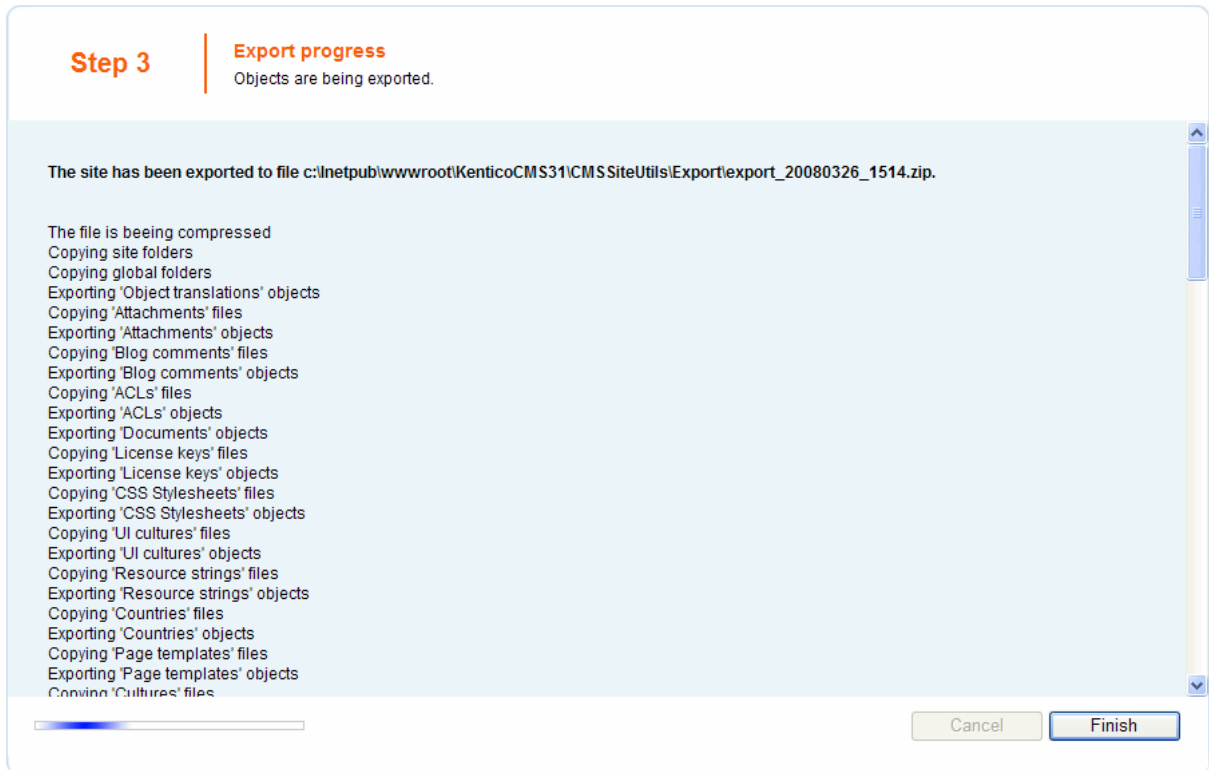 Step 3
Export progress
Objects are being exported.
The site has been exported to file c:\Inetpub\wwwroot\KenticoCMS31\CMSSiteUtils\Export\export_20080326_1514.zip.
The file is beeing compressed
Copying site folders
Copying global folders
Exporting 'Object translations' objects
Copying 'Attachments' files
Exporting 'Attachments' objects
Copying 'Blog comments' files
Exporting 'Blog comments' objects
Copying 'ACLs' files
Exporting 'ACLs' objects
Exporting 'Documents' objects
Copying 'License keys' files
Exporting 'License keys' objects
Copying 'CSS Stylesheets' files
Exporting 'CSS Stylesheets' objects
Copying 'UI cultures' files
Exporting 'UI cultures' objects
Copying 'Resource strings' files
Exporting 'Resource strings' objects
Copying 'Countries' files
Exporting 'Countries' objects
Copying 'Page templates' files
Exporting 'Page templates' objects
Copying 'Cultures' files
Cancel
Finish